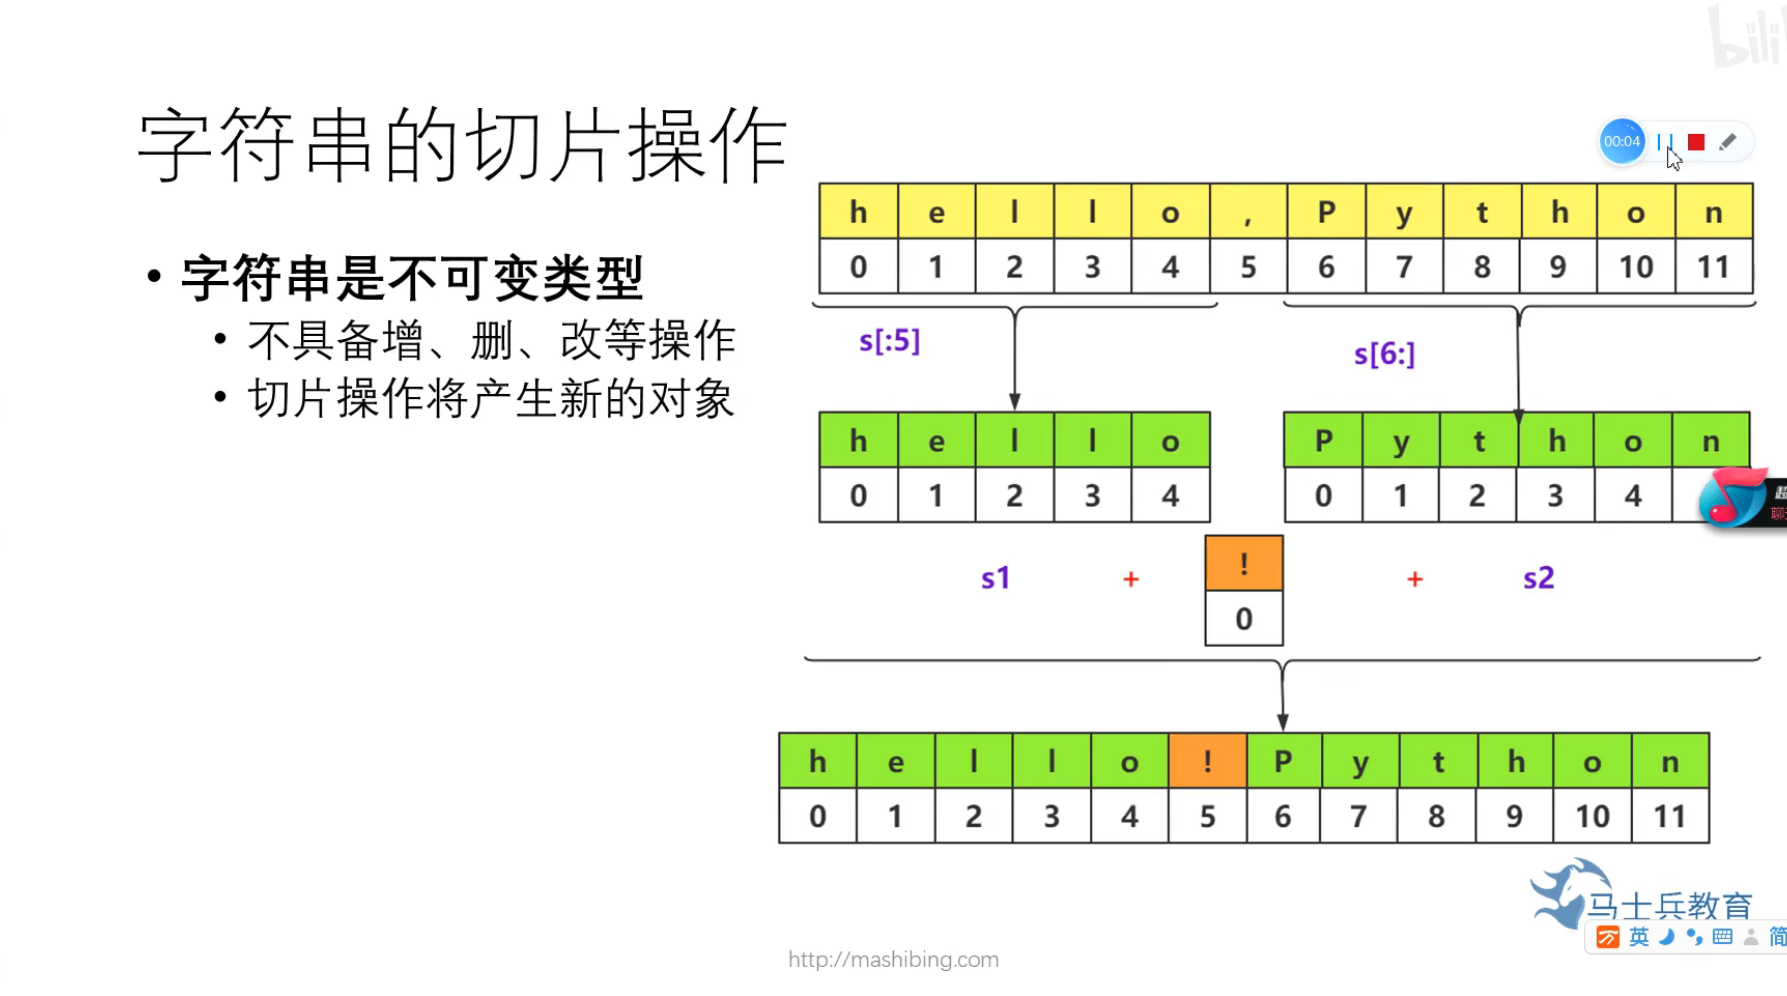 字符串的切片操作
00:04
• 字符串是不可变类型
• 不具备增、删、改等操作
• 切片操作将产生新的对象
h e l l o , P y t h o n
0 1 2 3 4 5 6 7 8 9 10 11
s[:5]
s[6:]
h e l l o
P y t h o n
0 1 2 3 4
0 1 2 3 4
s1 + ! + s2
0
h e l l o ! P y t h o n
0 1 2 3 4 5 6 7 8 9 10 11
马士兵教育
英
简
http://mashibing.com